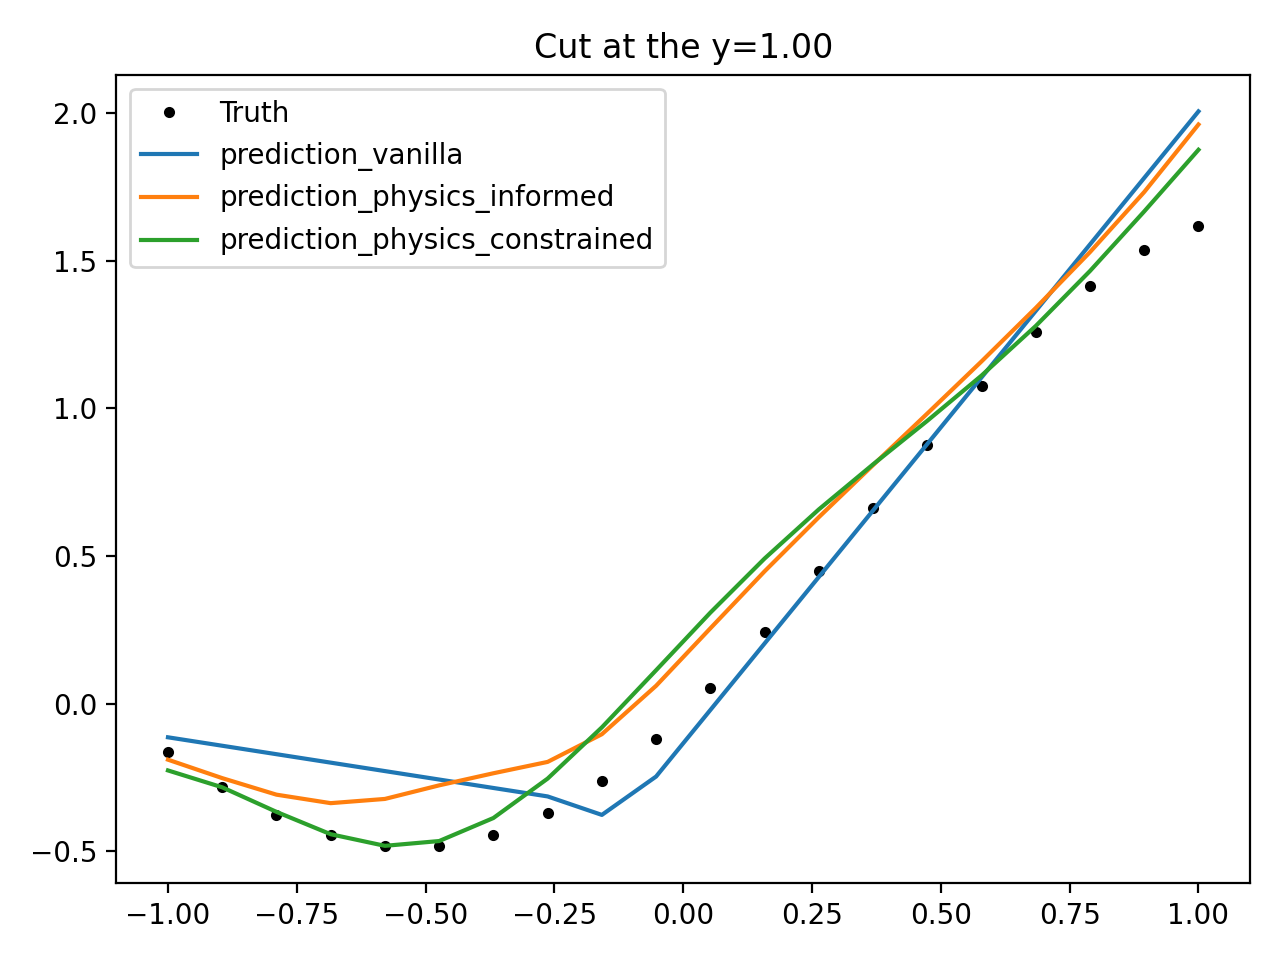 Cut at the y=1.00
Truth
prediction_vanilla
prediction_physics_informed
prediction_physics_constrained
2.0
1.5
1.0
0.5
0.0
−0.5
−1.00 −0.75 −0.50 −0.25 0.00 0.25 0.50 0.75 1.00